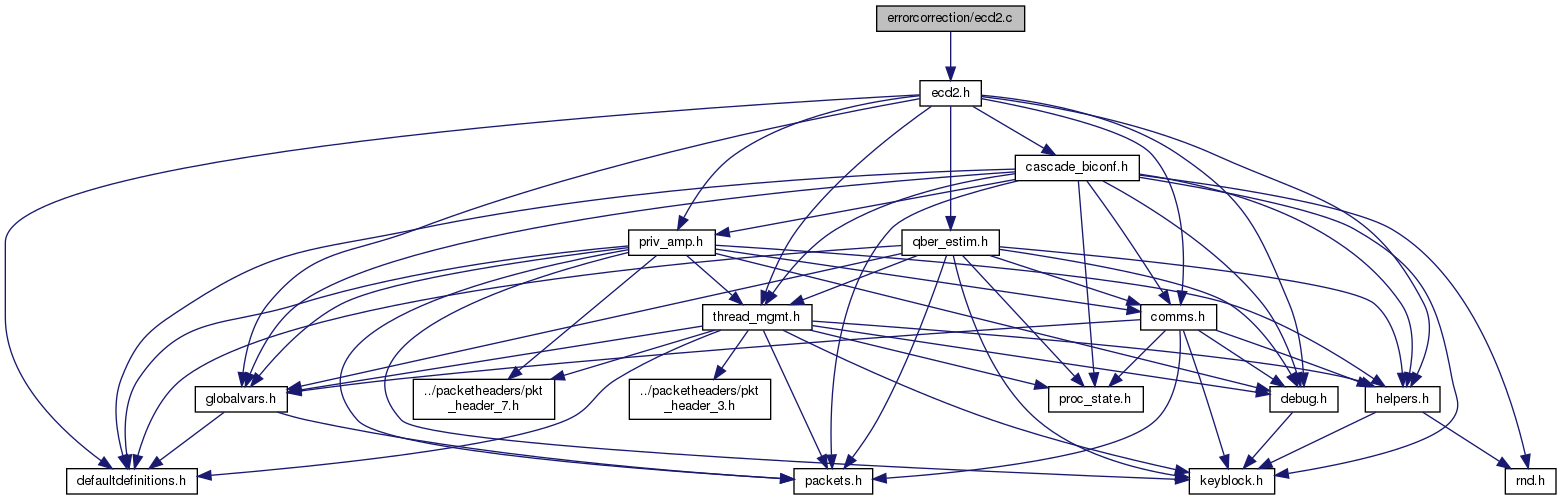 errorcorrection/ecd2.c
ecd2.h
cascade_biconf.h
priv_amp.h
qber_estim.h
thread_mgmt.h
comms.h
globalvars.h
../packetheaders/pkt
_header_7.h
../packetheaders/pkt
_header_3.h
proc_state.h
debug.h
helpers.h
defaultdefinitions.h
packets.h
keyblock.h
rnd.h